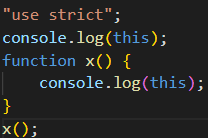 "use strict";
console.log(this);
function x() {
    console.log(this);
}
x();